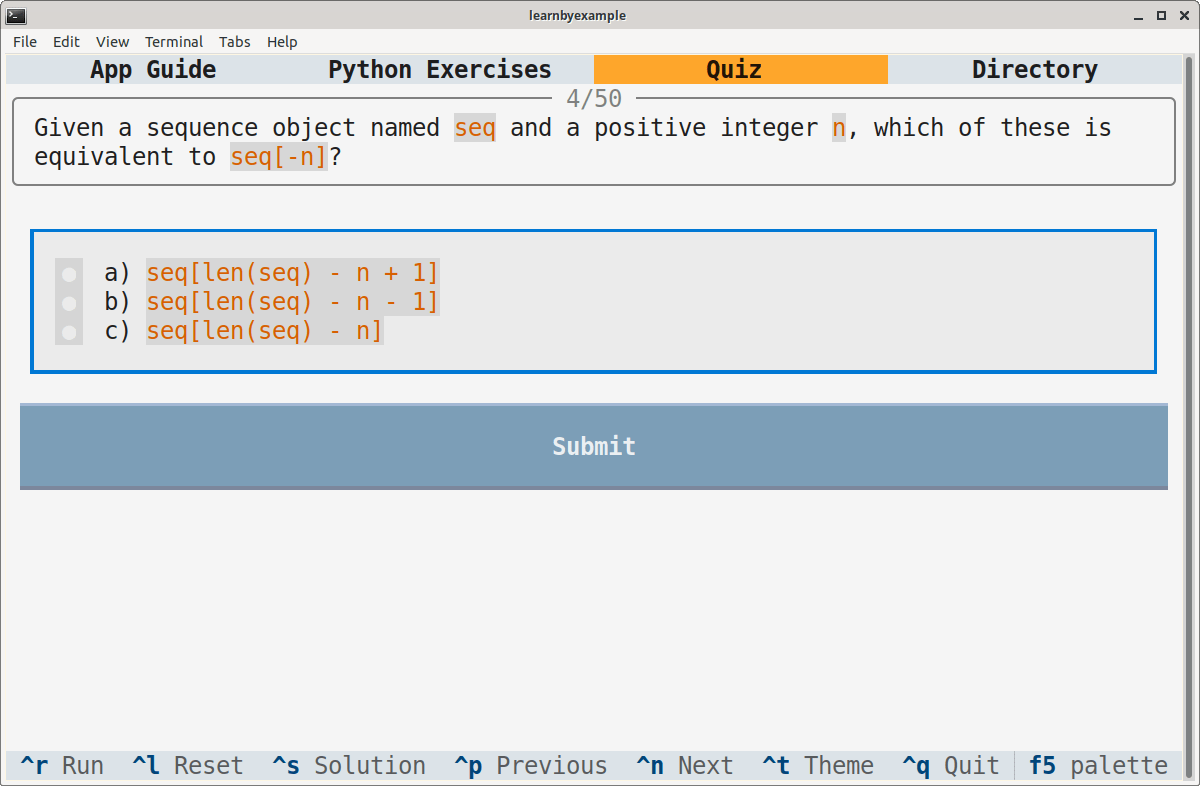 learnbyexample
File Edit View Terminal Tabs Help
App Guide Python Exercises Quiz Directory
4/50
Given a sequence object named seq and a positive integer n, which of these is
equivalent to seq[-n]?
a) seq[len(seq) - n + 1]
b) seq[len(seq) - n - 1]
c) seq[len(seq) - n]
Submit
^r Run ^l Reset ^s Solution ^p Previous ^n Next ^t Theme ^q Quit f5 palette